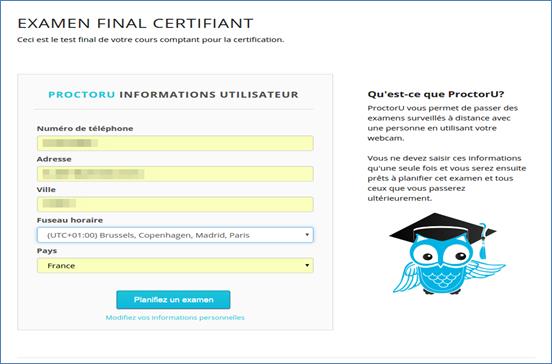 EXAMEN FINAL CERTIFIANT
Ceci est le test final de votre cours comptant pour la certification.
PROCTORU INFORMATIONS UTILISATEUR
Numéro de téléphone
Adresse
Ville
Fuseau horaire
(UTC+01:00) Brussels, Copenhagen, Madrid, Paris
Pays
France
Planifiez un examen
Modifiez vos informations personnelles
Qu'est-ce que ProctorU?
ProctorU vous permet de passer des
examens surveillés à distance avec
une personne en utilisant votre
webcam.
Vous ne devez saisir ces informations
qu'une seule fois et vous serez ensuite
prêts à planifier cet examen et tous
ceux que vous passerez
ultérieurement.